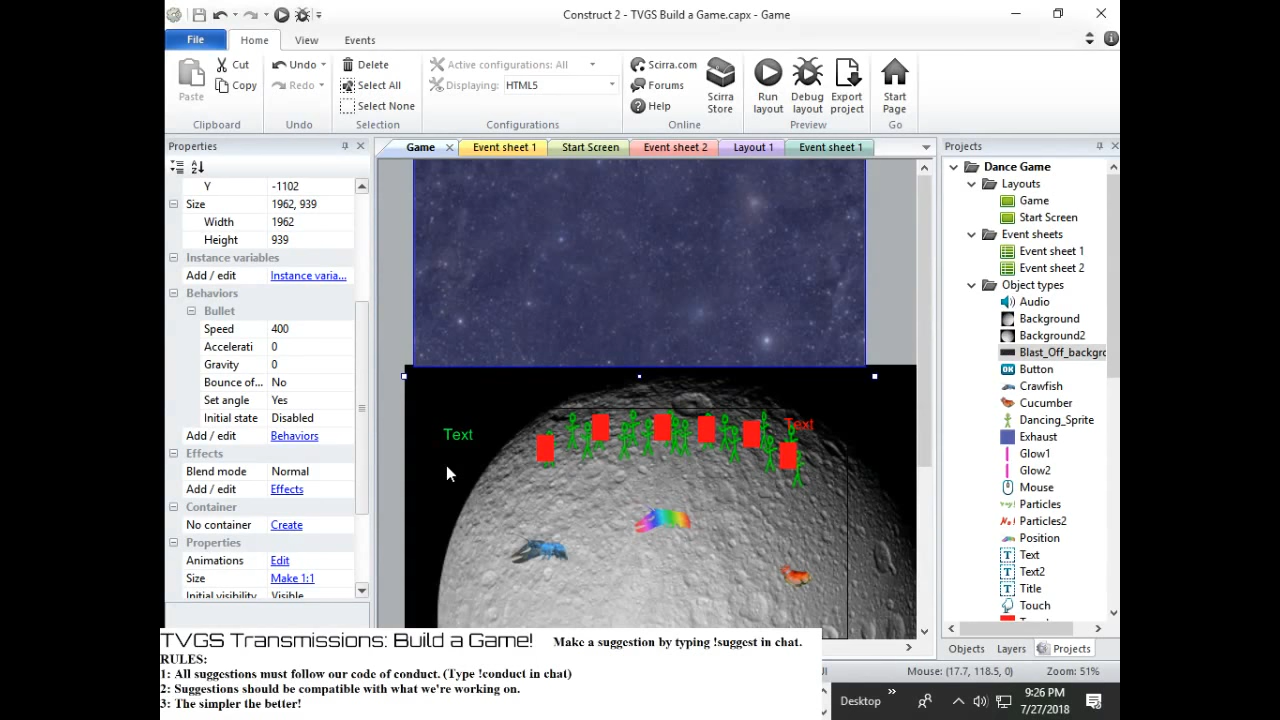 Construct 2 - TVGS Build a Game.capx - Game
File Home View Events
Paste Cut Copy Clipboard
Undo Redo Undo
Delete Select All Select None Selection
Active configurations: All
Displaying: HTML5
Configurations
Scirra.com Forums Help Scirra Store Online
Run layout Debug layout Export project Preview
Start Page Go
Properties
Y -1102
Size 1962, 939
Width 1962
Height 939
Instance variables
Add / edit Instance varia...
Behaviors
Bullet
Speed 400
Accelerati 0
Gravity 0
Bounce of... No
Set angle Yes
Initial state Disabled
Add / edit Behaviors
Effects
Blend mode Normal
Add / edit Effects
Container
No container Create
Properties
Animations Edit
Size Make 1:1
Initial visibility Visible
Game Event sheet 1 Start Screen Event sheet 2 Layout 1 Event sheet 1
Text
Text
Projects
Dance Game
Layouts
Game
Start Screen
Event sheets
Event sheet 1
Event sheet 2
Object types
Audio
Background
Background2
Blast_Off_backgro
Button
Crawfish
Cucumber
Dancing_Sprite
Exhaust
Glow1
Glow2
Mouse
Particles
Particles2
Position
Text
Text2
Title
Touch
Objects Layers Projects
Mouse: (17.7, 118.5, 0) Zoom: 51%
TVGS Transmissions: Build a Game! Make a suggestion by typing !suggest in chat.
RULES:
1: All suggestions must follow our code of conduct. (Type !conduct in chat)
2: Suggestions should be compatible with what we're working on.
3: The simpler the better!
Desktop
9:26 PM
7/27/2018